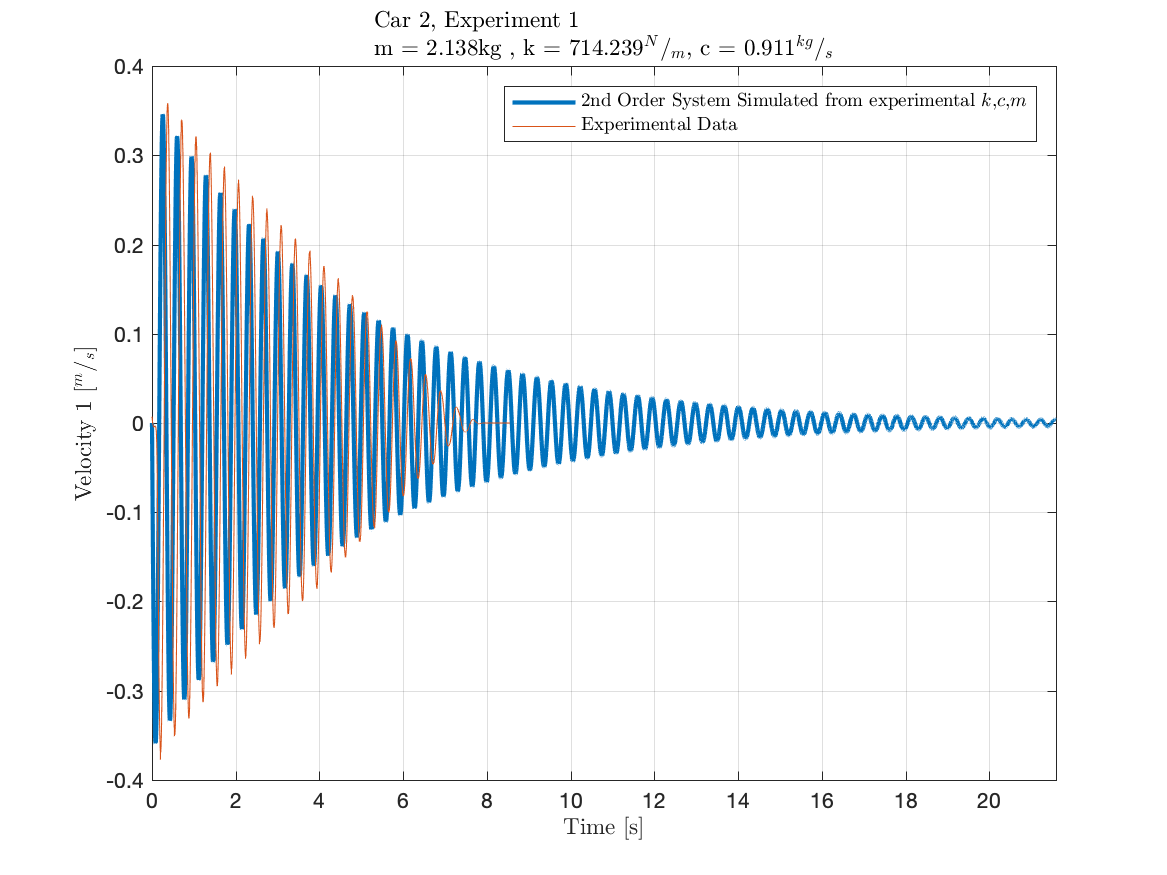 Car 2, Experiment 1
m = 2.138kg , k = 714.239N/m, c = 0.911kg/s
2nd Order System Simulated from experimental k,c,m
Experimental Data
0.4
0.3
0.2
0.1
0
-0.1
-0.2
-0.3
-0.4
Velocity 1 [m/s]
0 2 4 6 8 10 12 14 16 18 20
Time [s]